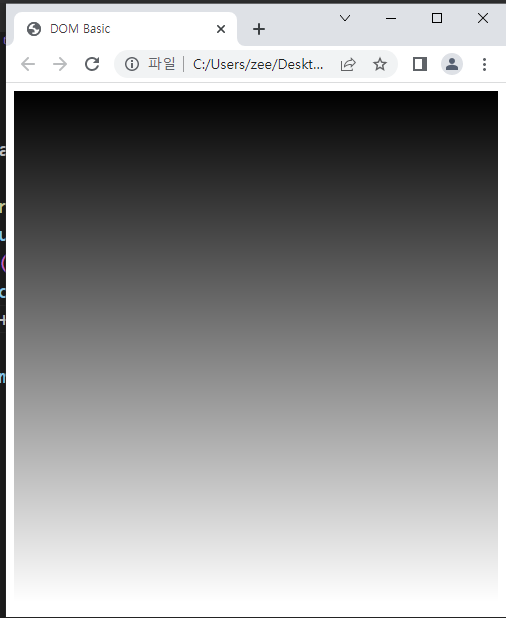 DOM Basic
파일 C:/Users/zee/Deskt...
a
r
u
(
c
+
m